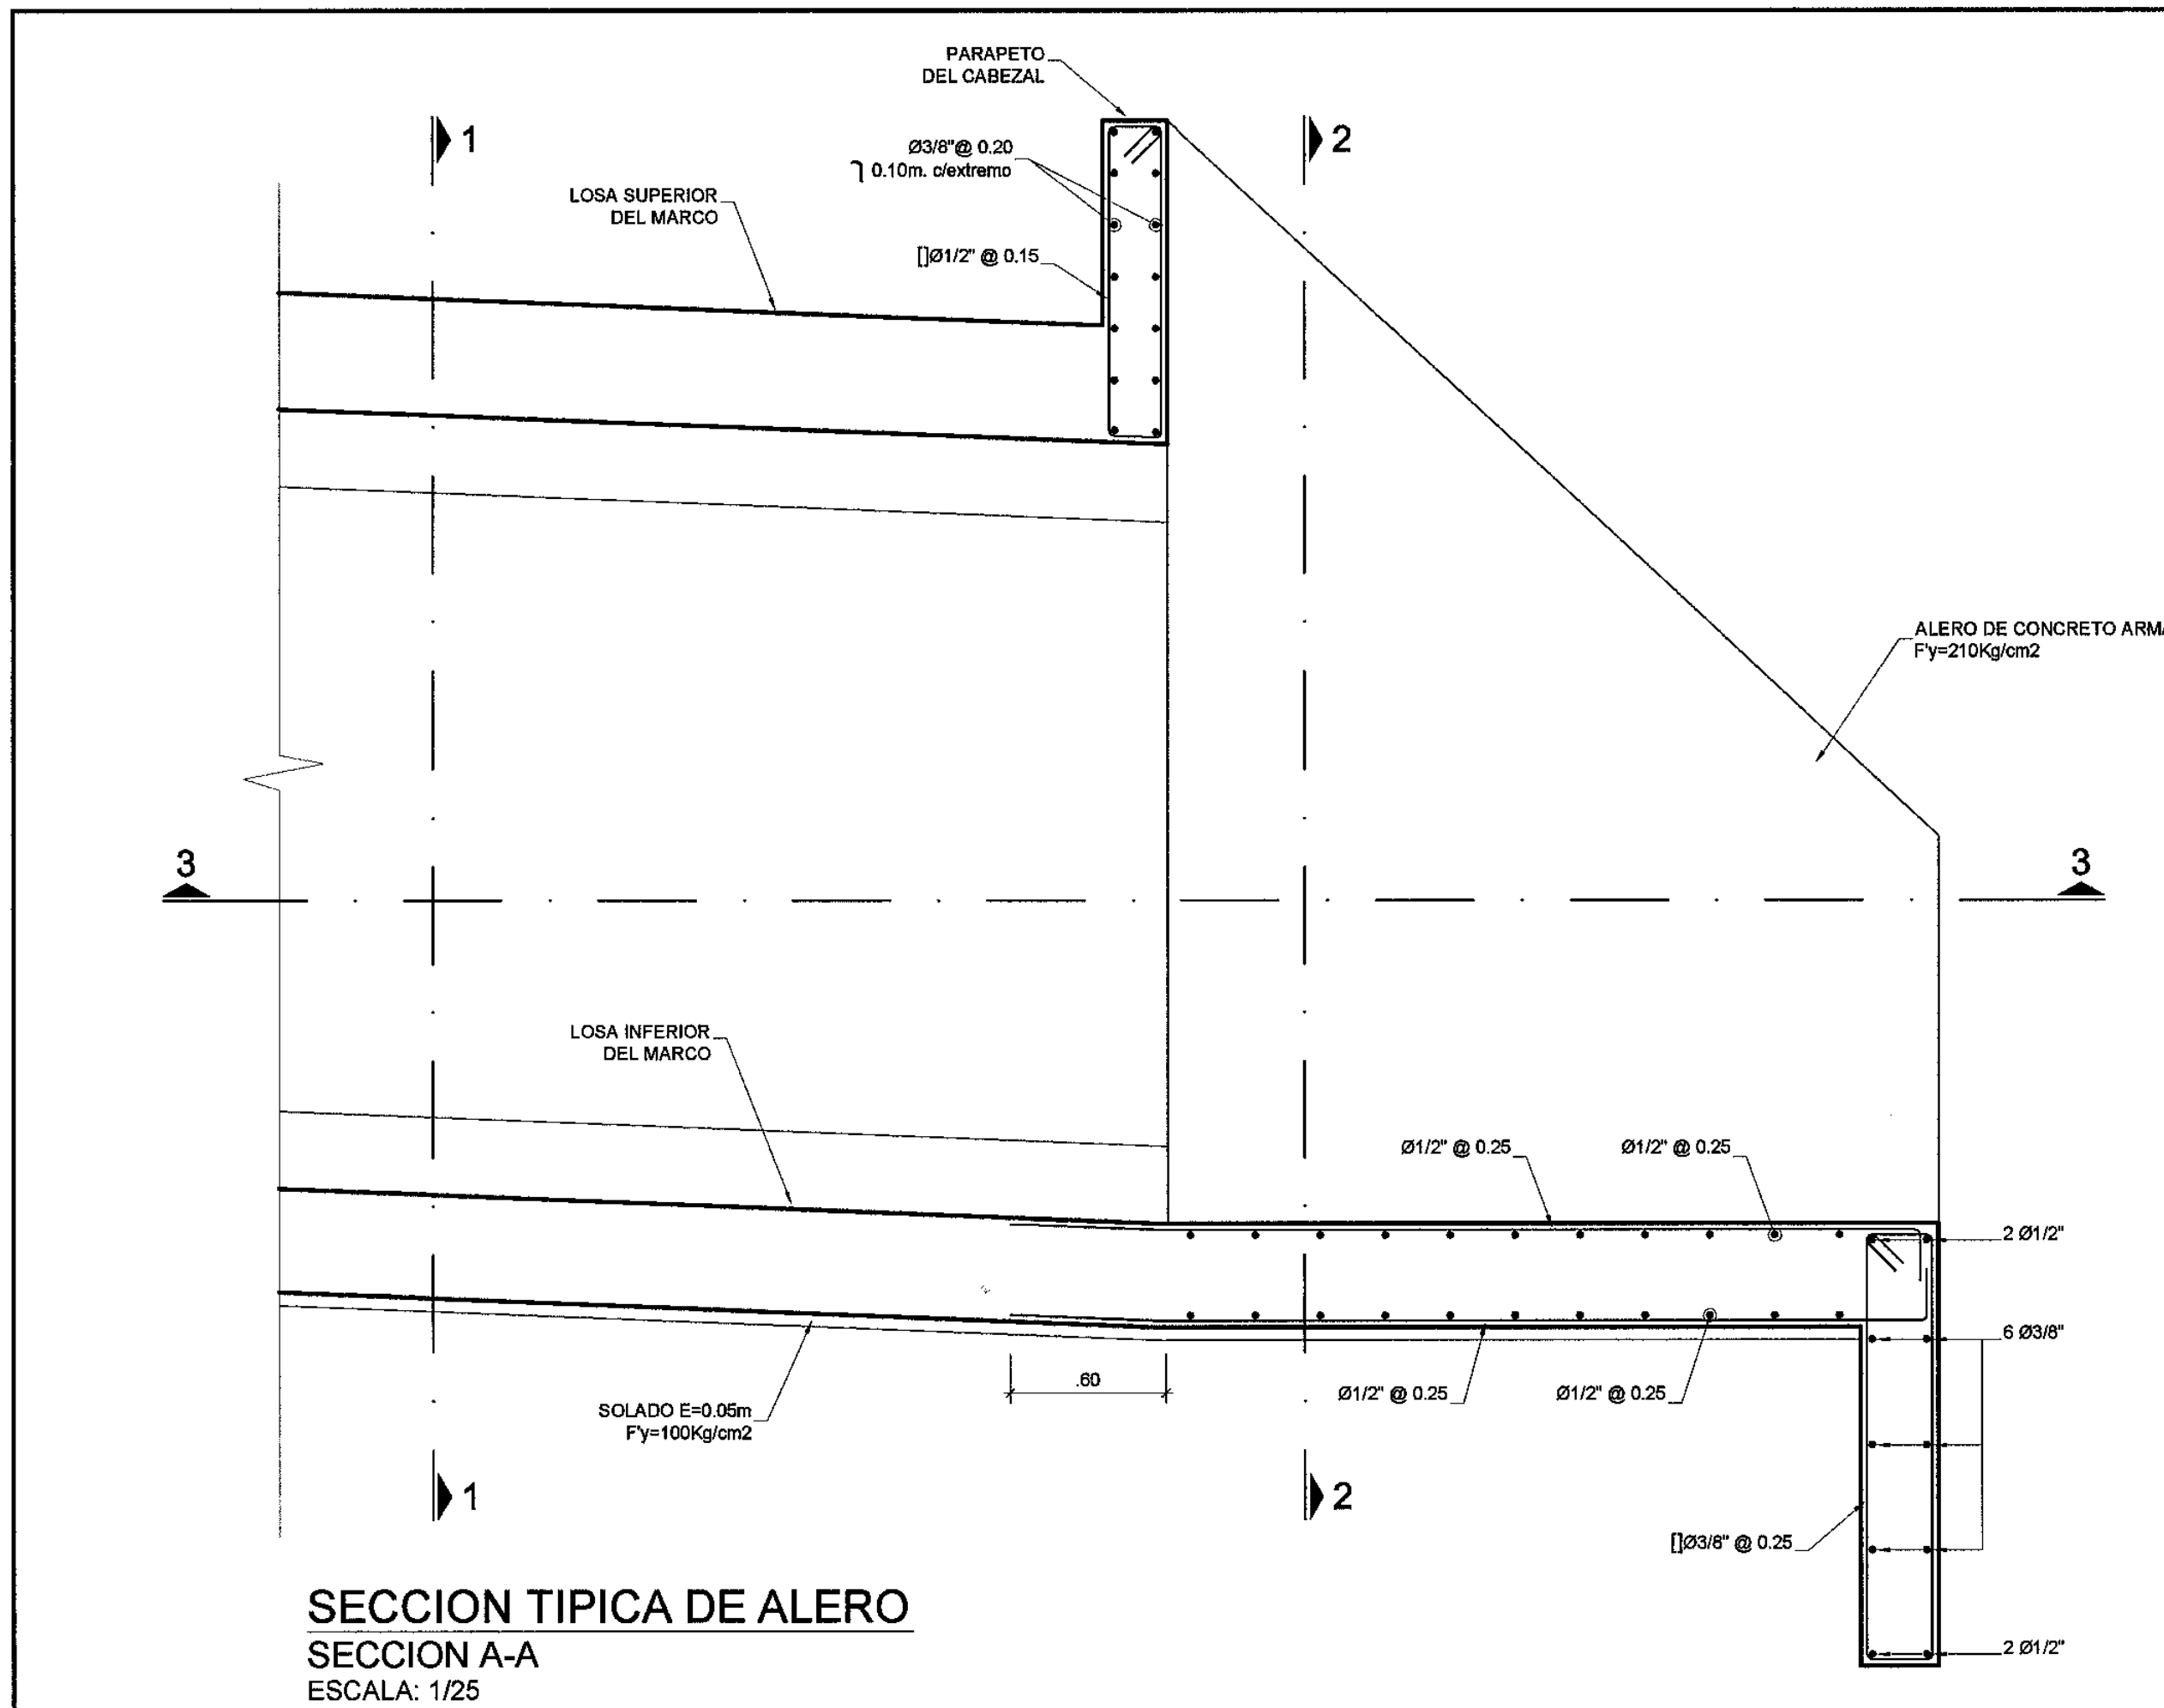 PARAPETO
DEL CABEZAL
1
2
Ø3/8"@ 0.20
0.10m. c/extremo
LOSA SUPERIOR
DEL MARCO
[]Ø1/2" @ 0.15
ALERO DE CONCRETO ARMA
F'y=210Kg/cm2
3
3
LOSA INFERIOR
DEL MARCO
Ø1/2" @ 0.25
Ø1/2" @ 0.25
2 Ø1/2"
6 Ø3/8"
.60
Ø1/2" @ 0.25
Ø1/2" @ 0.25
SOLADO E=0.05m
F'y=100Kg/cm2
1
2
[]Ø3/8" @ 0.25
2 Ø1/2"
SECCION TIPICA DE ALERO
SECCION A-A
ESCALA: 1/25